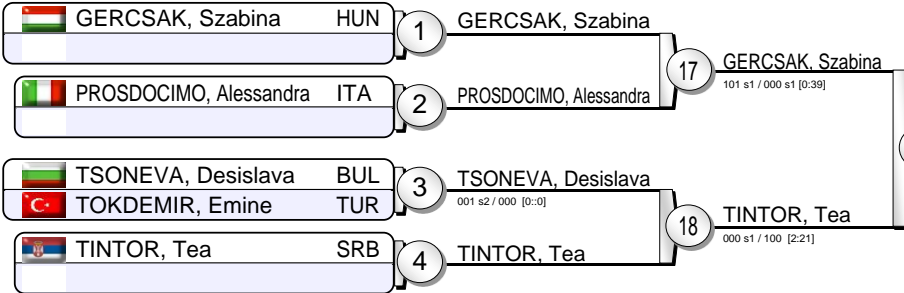 GERCSAK, Szabina HUN
1
GERCSAK, Szabina
PROSDOCIMO, Alessandra ITA
2
PROSDOCIMO, Alessandra
17
GERCSAK, Szabina
101 s1 / 000 s1 [0:39]
TSONEVA, Desislava BUL
TOKDEMIR, Emine TUR
3
TSONEVA, Desislava
001 s2 / 000 [0::0]
TINTOR, Tea SRB
4
TINTOR, Tea
18
TINTOR, Tea
000 s1 / 100 [2:21]